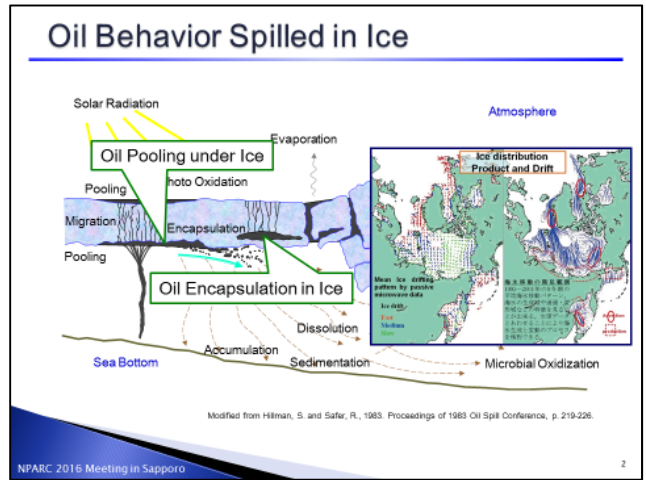 Oil Behavior Spilled in Ice
Solar Radiation
Atmosphere
Evaporation
Oil Pooling under Ice
Ice distribution
Product and Drift
Pooling
hoto Oxidation
Migration
Encapsulation
Pooling
Oil Encapsulation in Ice
Mean Ice drifting
pattern by passive
microwave data
Ice drift
Fast
Medium
Slow
Dissolution
Sea Bottom
Accumulation
Sedimentation
Microbial Oxidization
Modified from Hillman, S. and Safer, R., 1983. Proceedings of 1983 Oil Spill Conference, p. 219-226.
NPARC 2016 Meeting in Sapporo
2